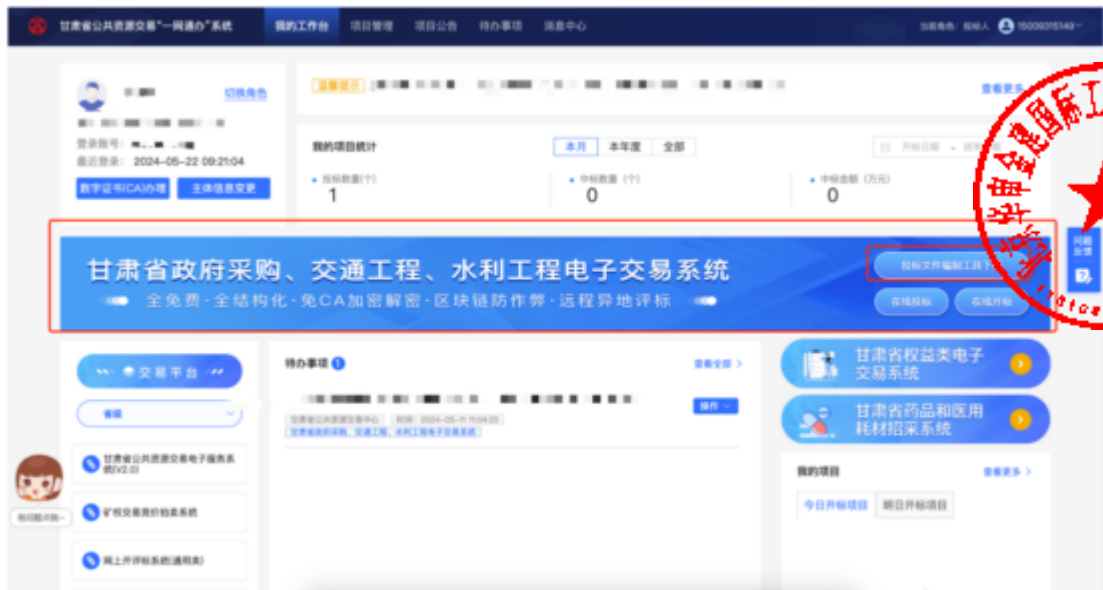 甘肃省公共资源交易“一网通办”系统
我的工作台 项目管理 项目公告 待办事项 消息中心
当前角色: 投标人 15009315149
切换角色
温馨提示
查看更多
登录账号:
最近登录: 2024-05-22 09:21:04
数字证书(CA)办理 主体信息变更
我的项目统计
本月 本年度 全部
开始日期
投标数量(个)
1
中标数量 (个)
0
中标金额 (万元)
0
问题反馈
甘肃省政府采购、交通工程、水利工程电子交易系统
全免费·全结构化·免CA加密解密·区块链防作弊·远程异地评标
投标文件编制工具下
在线投标 在线开标
交易平台
省级
甘肃省公共资源交易电子服务系
统(V2.0)
矿权交易竞价拍卖系统
网上开评标系统(通用类)
有问题点我~
待办事项 1
查看全部 >
操作
甘肃省公共资源交易中心 时间: 2024-05-11 11:04:20
甘肃省政府采购、交通工程、水利工程电子交易系统
甘肃省权益类电子
交易系统
甘肃省药品和医用
耗材招采系统
我的项目
查看更多 >
今日开标项目 明日开标项目